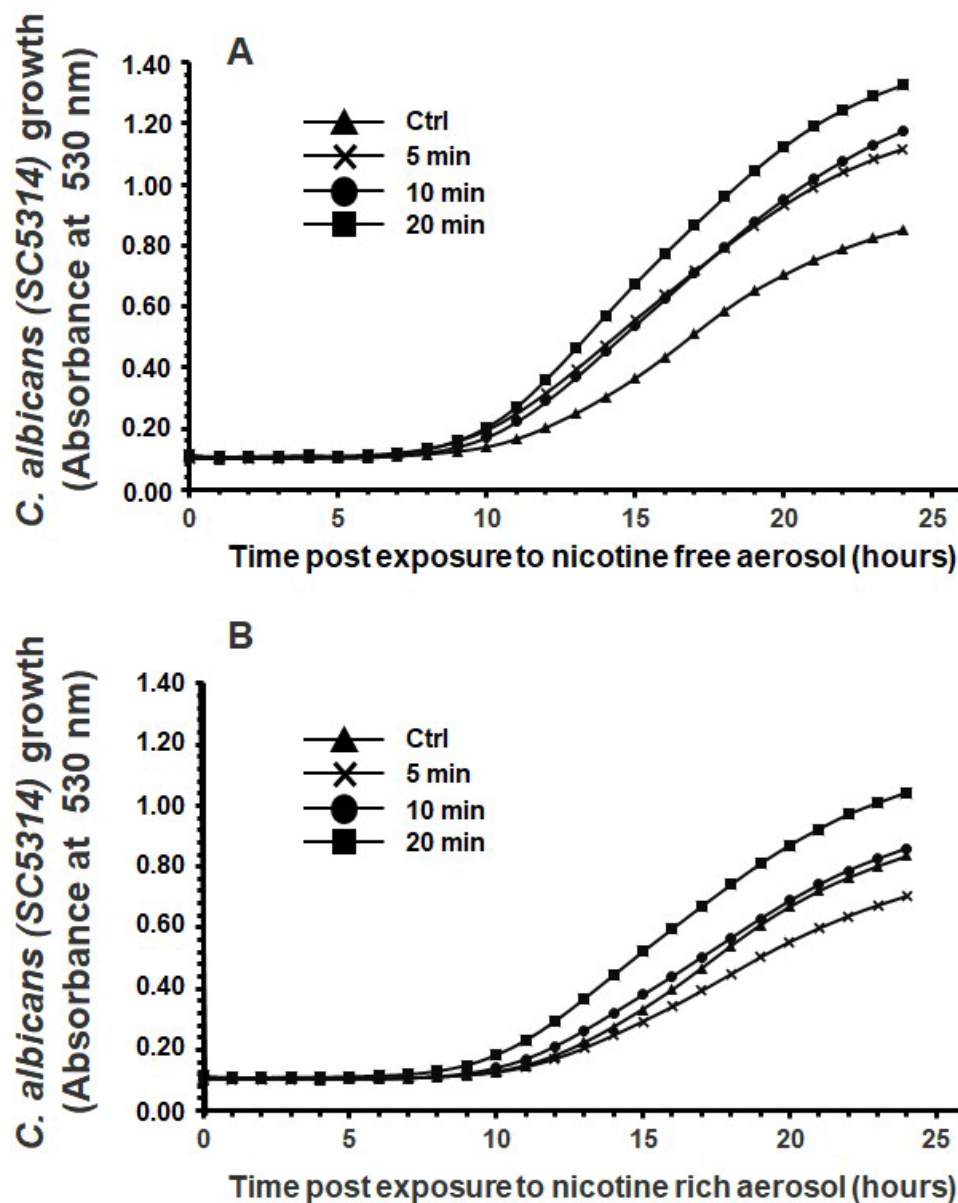 A
C. albicans (SC5314) growth
(Absorbance at 530 nm)
1.40
1.20
1.00
0.80
0.60
0.40
0.20
0.00
Ctrl
5 min
10 min
20 min
0 5 10 15 20 25
Time post exposure to nicotine free aerosol (hours)
B
C. albicans (SC5314) growth
(Absorbance at 530 nm)
1.40
1.20
1.00
0.80
0.60
0.40
0.20
0.00
Ctrl
5 min
10 min
20 min
0 5 10 15 20 25
Time post exposure to nicotine rich aerosol (hours)